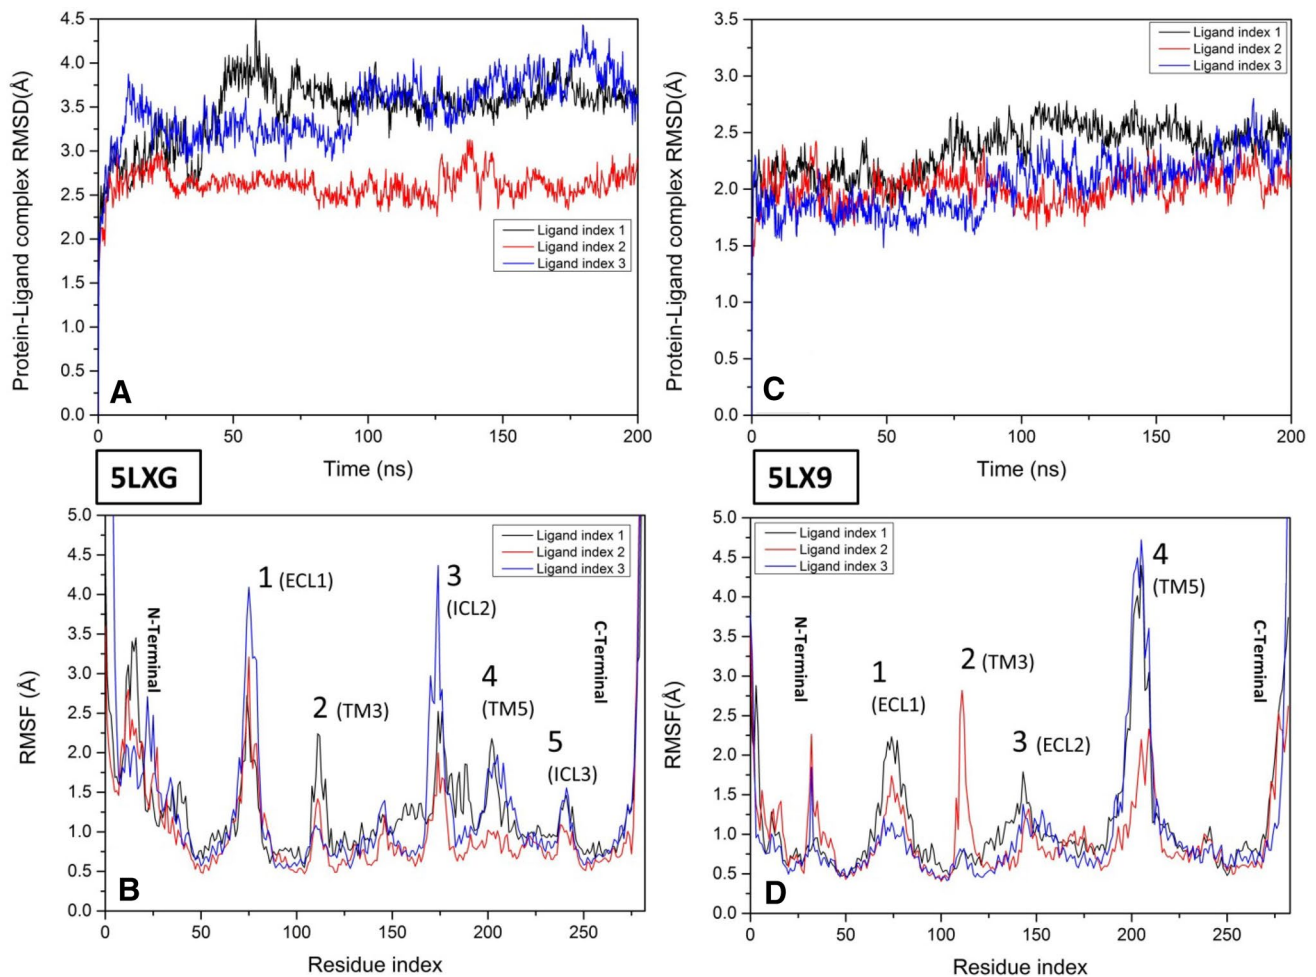 Protein-Ligand complex RMSD(Å)
4.5
4.0
3.5
3.0
2.5
2.0
1.5
1.0
0.5
0.0
Ligand index 1
Ligand index 2
Ligand index 3
A
0
50
100
150
200
Time (ns)
5LXG
Protein-Ligand complex RMSD(Å)
3.5
3.0
2.5
2.0
1.5
1.0
0.5
0.0
Ligand index 1
Ligand index 2
Ligand index 3
C
0
50
100
150
200
Time (ns)
5LX9
RMSF (Å)
5.0
4.5
4.0
3.5
3.0
2.5
2.0
1.5
1.0
0.5
0.0
Ligand index 1
Ligand index 2
Ligand index 3
N-Terminal
1 (ECL1)
2 (TM3)
3
(ICL2)
4
(TM5)
5
(ICL3)
C-Terminal
B
0
50
100
150
200
250
Residue index
RMSF(Å)
5.0
4.5
4.0
3.5
3.0
2.5
2.0
1.5
1.0
0.5
0.0
Ligand index 1
Ligand index 2
Ligand index 3
N-Terminal
1
(ECL1)
2 (TM3)
3 (ECL2)
4
(TM5)
C-Terminal
D
0
50
100
150
200
250
Residue index